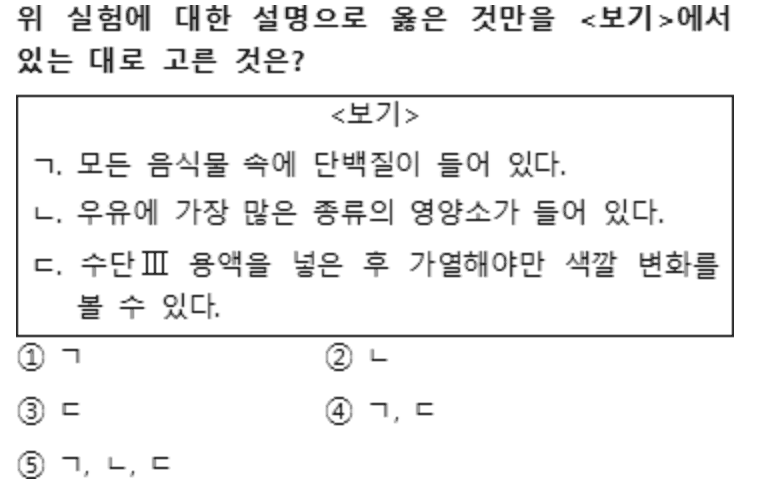 위 실험에 대한 설명으로 옳은 것만을 <보기>에서
있는 대로 고른 것은?
<보기>
ㄱ. 모든 음식물 속에 단백질이 들어 있다.
ㄴ. 우유에 가장 많은 종류의 영양소가 들어 있다.
ㄷ. 수단Ⅲ 용액을 넣은 후 가열해야만 색깔 변화를
볼 수 있다.
① ㄱ ② ㄴ
③ ㄷ ④ ㄱ, ㄷ
⑤ ㄱ, ㄴ, ㄷ